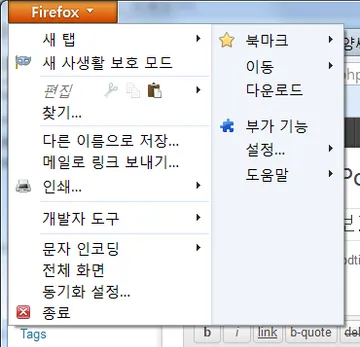 Firefox
새 탭
새 사생활 보호 모드
편집
찾기...
다른 이름으로 저장...
메일로 링크 보내기...
인쇄...
개발자 도구
문자 인코딩
전체 화면
동기화 설정...
종료
북마크
이동
다운로드
부가 기능
설정...
도움말
Tags
b
i
link
b-quote